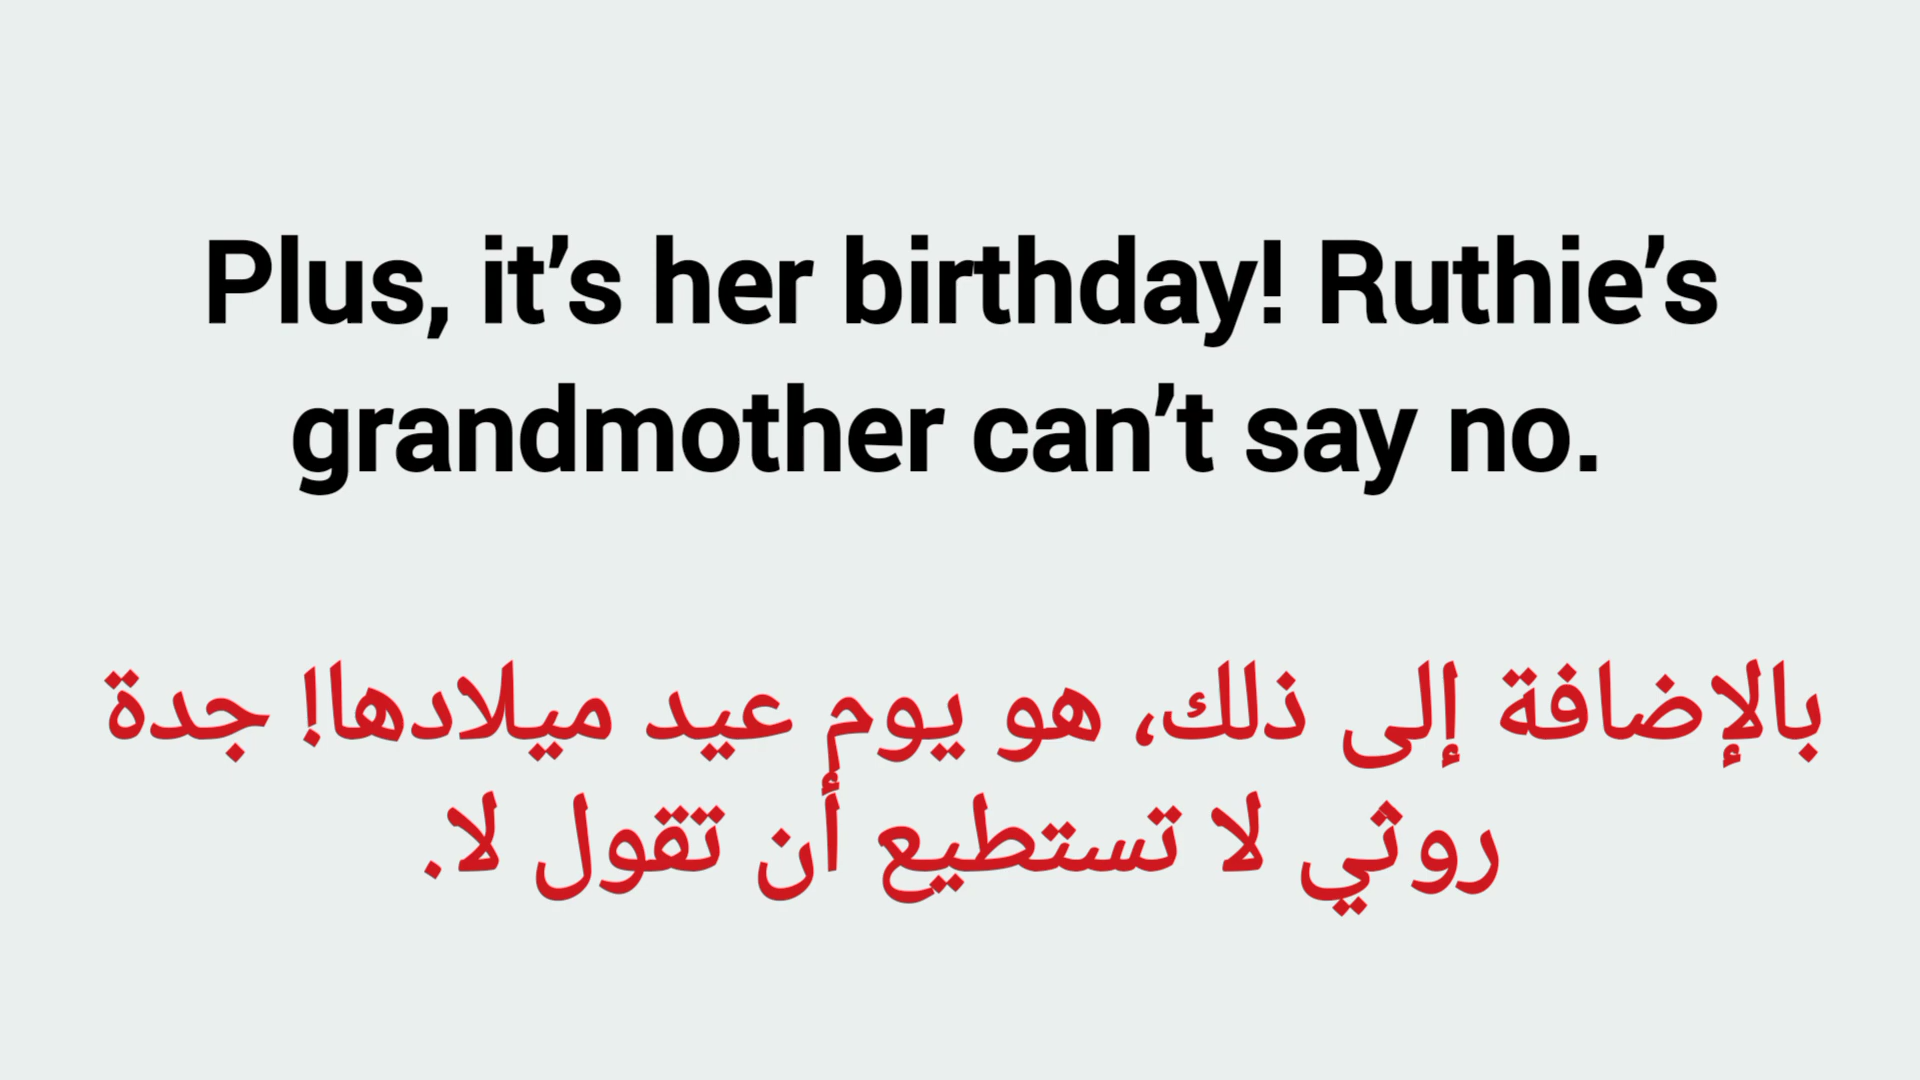 Plus, it’s her birthday! Ruthie’s
grandmother can’t say no.
بالإضافة إلى ذلك، هو يوم عيد ميلادها! جدة
روثي لا تستطيع أن تقول لا.